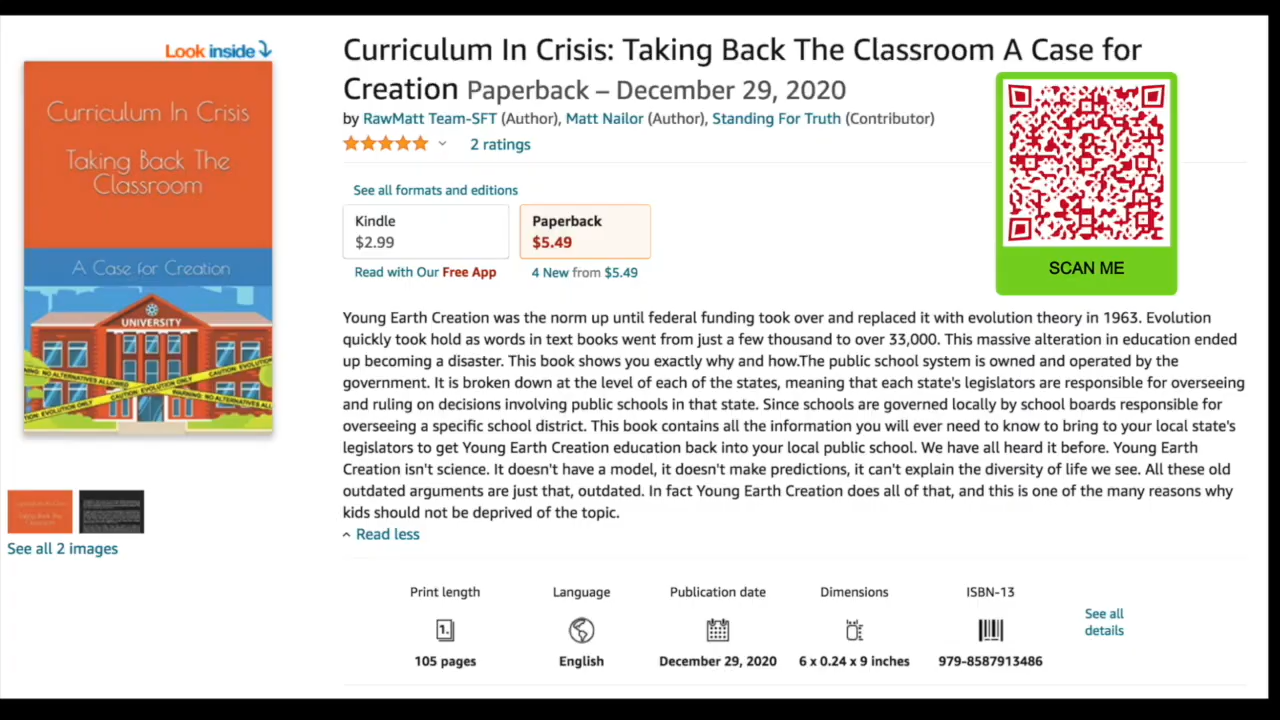 Look inside
Curriculum In Crisis
Taking Back The
Classroom
A Case for Creation
UNIVERSITY
See all 2 images
Curriculum In Crisis: Taking Back The Classroom A Case for
Creation Paperback – December 29, 2020
by RawMatt Team-SFT (Author), Matt Nailor (Author), Standing For Truth (Contributor)
2 ratings
SCAN ME
See all formats and editions
Kindle
$2.99
Read with Our Free App
Paperback
$5.49
4 New from $5.49
Young Earth Creation was the norm up until federal funding took over and replaced it with evolution theory in 1963. Evolution
quickly took hold as words in text books went from just a few thousand to over 33,000. This massive alteration in education ended
up becoming a disaster. This book shows you exactly why and how.The public school system is owned and operated by the
government. It is broken down at the level of each of the states, meaning that each state's legislators are responsible for overseeing
and ruling on decisions involving public schools in that state. Since schools are governed locally by school boards responsible for
overseeing a specific school district. This book contains all the information you will ever need to know to bring to your local state's
legislators to get Young Earth Creation education back into your local public school. We have all heard it before. Young Earth
Creation isn't science. It doesn't have a model, it doesn't make predictions, it can't explain the diversity of life we see. All these old
outdated arguments are just that, outdated. In fact Young Earth Creation does all of that, and this is one of the many reasons why
kids should not be deprived of the topic.
Read less
Print length
1.
105 pages
Language
English
Publication date
December 29, 2020
Dimensions
6 x 0.24 x 9 inches
ISBN-13
979-8587913486
See all
details